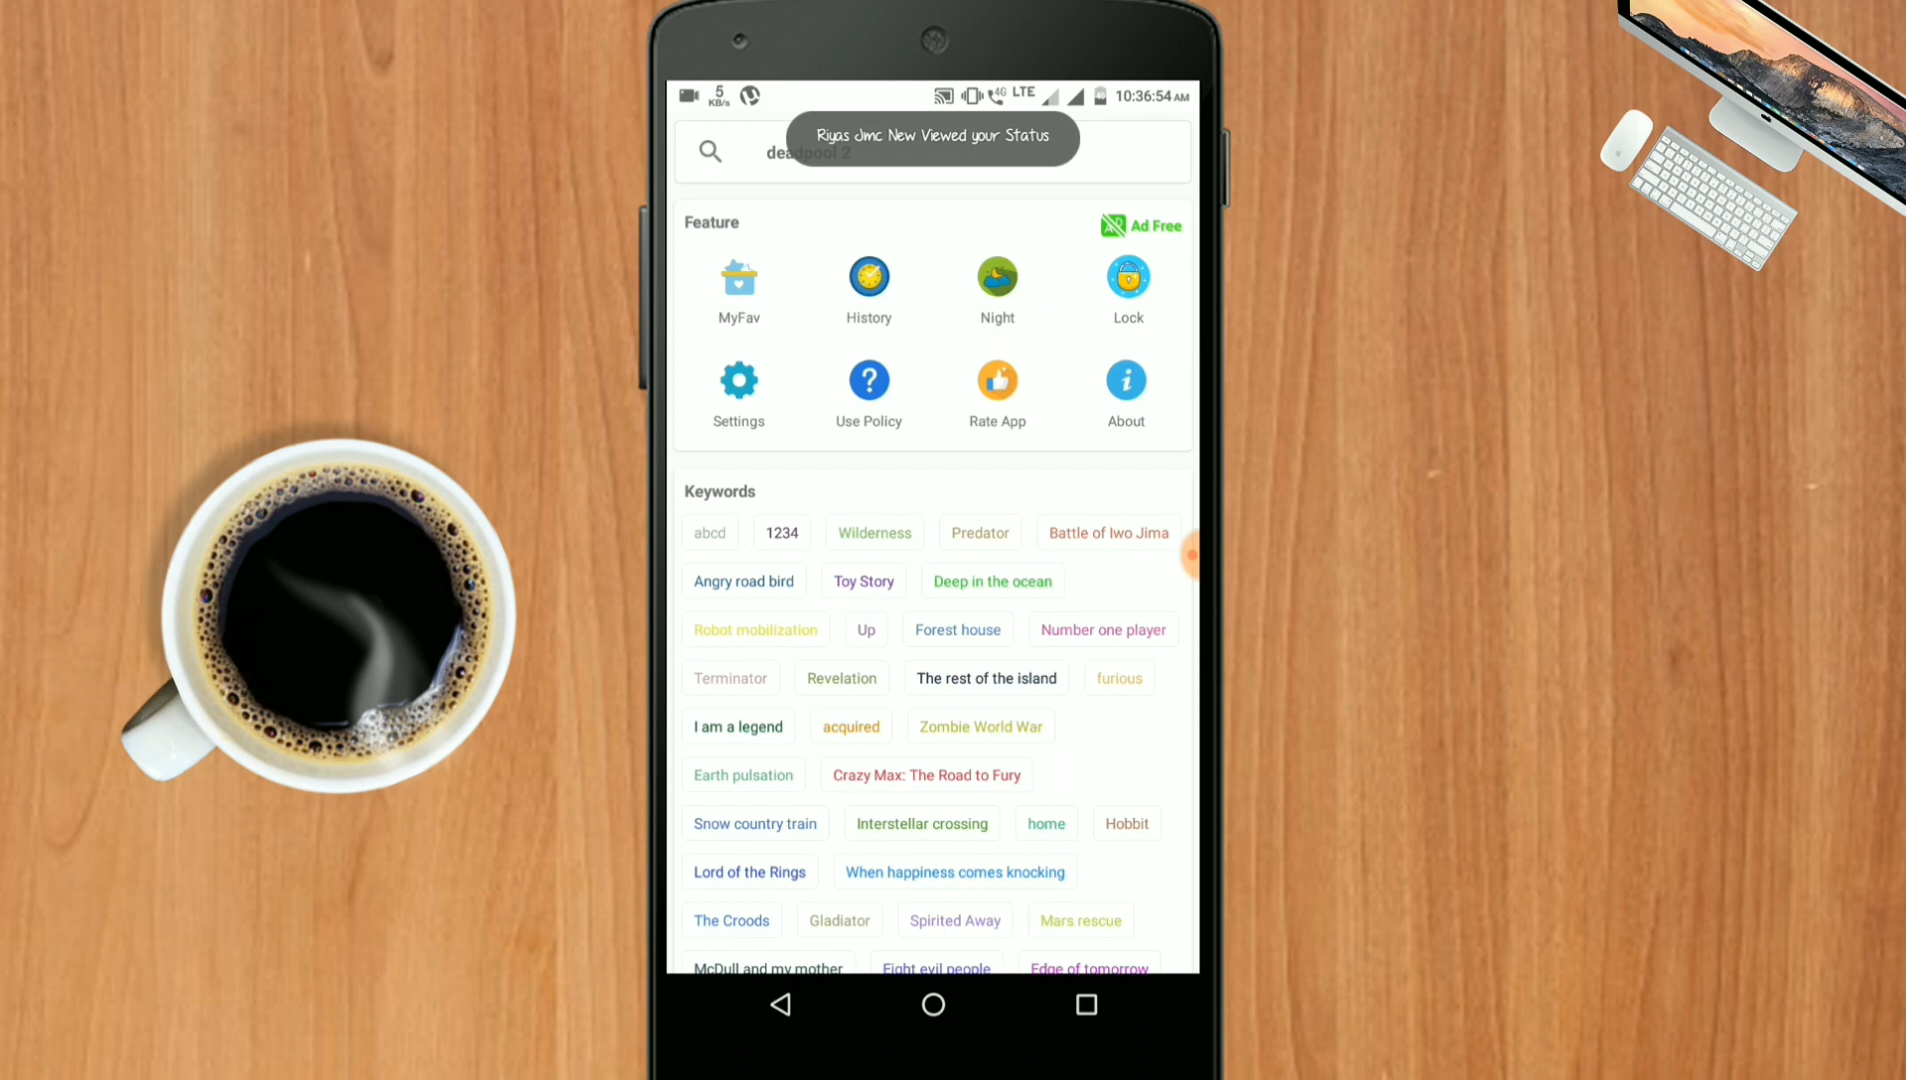 5 KB/s 4G LTE 10:36:54 AM
Riyas Jmc New Viewed your Status
deadpool 2
Feature Ad Free
MyFav History Night Lock
Settings Use Policy Rate App About
Keywords
abcd 1234 Wilderness Predator Battle of Iwo Jima
Angry road bird Toy Story Deep in the ocean
Robot mobilization Up Forest house Number one player
Terminator Revelation The rest of the island furious
I am a legend acquired Zombie World War
Earth pulsation Crazy Max: The Road to Fury
Snow country train Interstellar crossing home Hobbit
Lord of the Rings When happiness comes knocking
The Croods Gladiator Spirited Away Mars rescue
McDull and my mother Eight evil people Edge of tomorrow